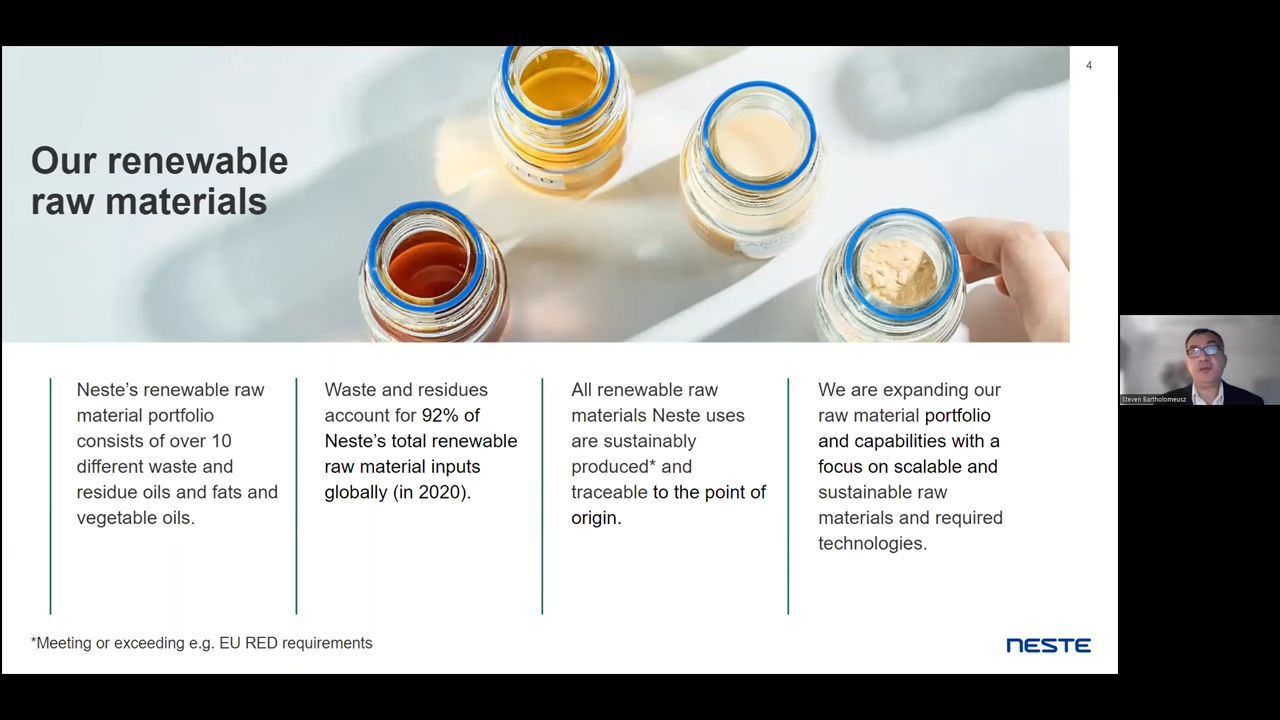 4
Our renewable
raw materials
Neste’s renewable raw
material portfolio
consists of over 10
different waste and
residue oils and fats and
vegetable oils.
Waste and residues
account for 92% of
Neste’s total renewable
raw material inputs
globally (in 2020).
All renewable raw
materials Neste uses
are sustainably
produced* and
traceable to the point of
origin.
We are expanding our
raw material portfolio
and capabilities with a
focus on scalable and
sustainable raw
materials and required
technologies.
*Meeting or exceeding e.g. EU RED requirements
NESTE
Steven Bartholomeusz